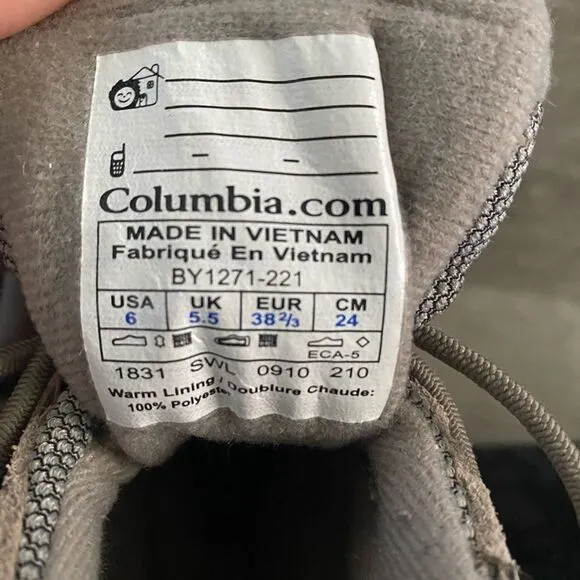 Columbia.com
MADE IN VIETNAM
Fabriqué En Vietnam
BY1271-221
USA UK EUR CM
6 5.5 38 2/3 24
ECA-5
1831 SWL 0910 210
Warm Lining / Doublure Chaude:
100% Polyester